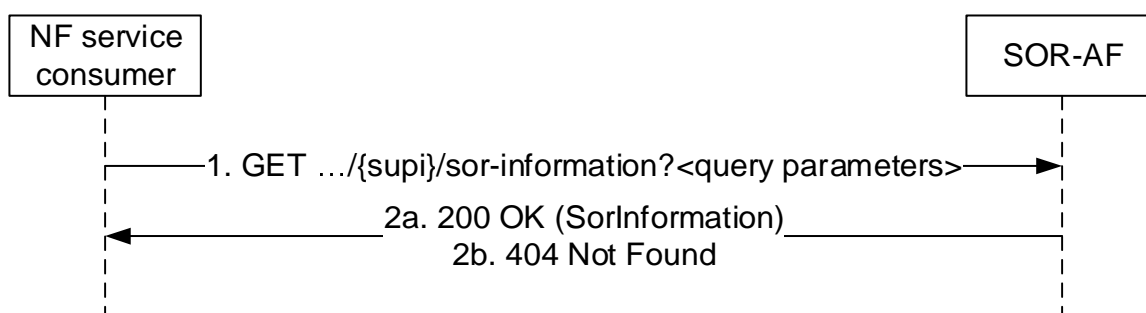 NF service
consumer
SOR-AF
1. GET …/{supi}/sor-information?<query parameters>
2a. 200 OK (SorInformation)
2b. 404 Not Found